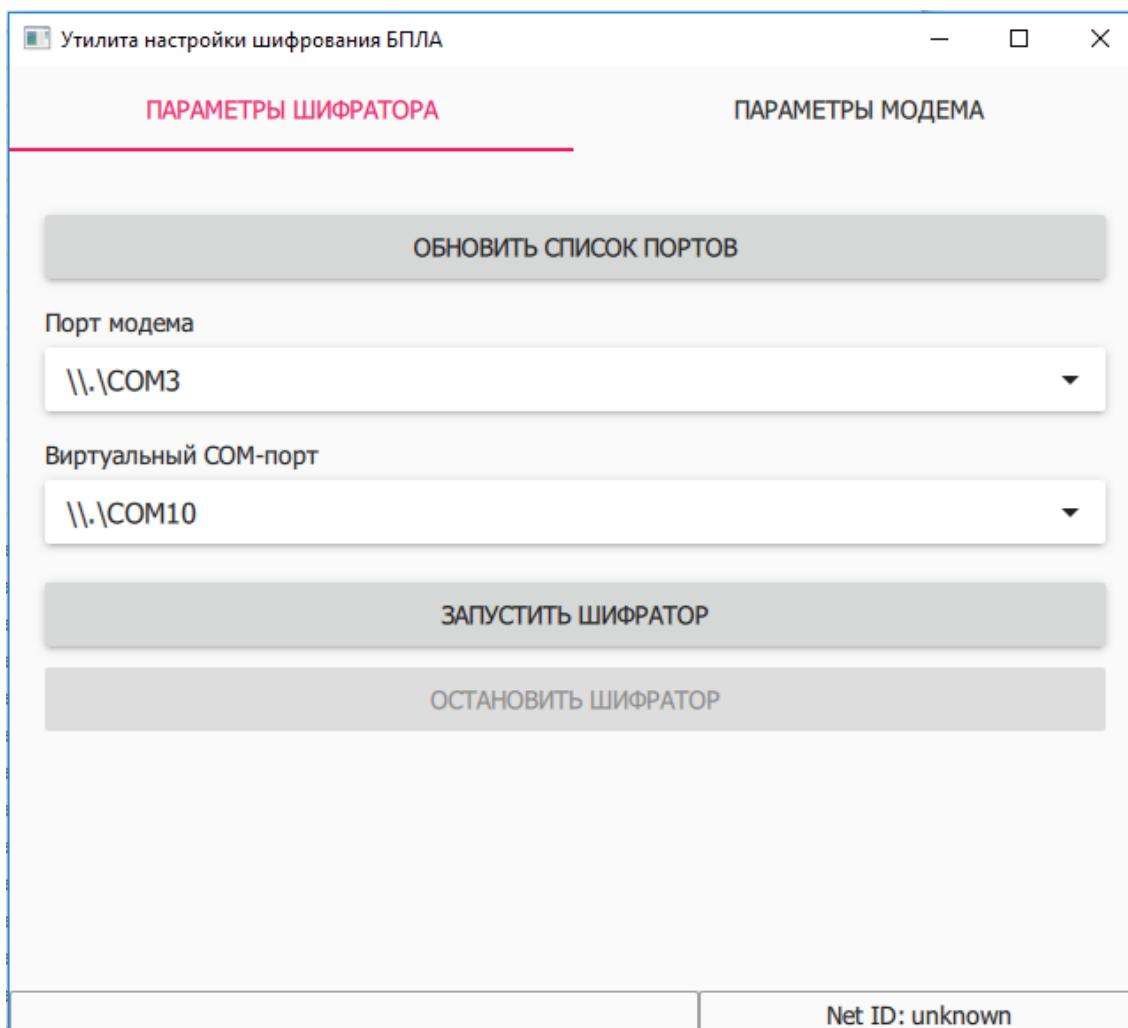 Утилита настройки шифрования БПЛА
ПАРАМЕТРЫ ШИФРАТОРА
ПАРАМЕТРЫ МОДЕМА
ОБНОВИТЬ СПИСОК ПОРТОВ
Порт модема
\\.\COM3
Виртуальный COM-порт
\\.\COM10
ЗАПУСТИТЬ ШИФРАТОР
ОСТАНОВИТЬ ШИФРАТОР
Net ID: unknown